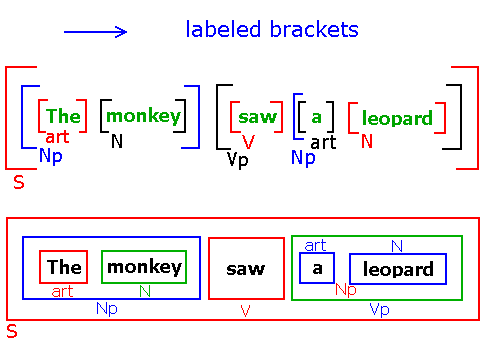 labeled brackets
The monkey saw a leopard
art N V art N
Np Vp Np
S
art N
The monkey saw a leopard
art N Np
Np V Vp
S